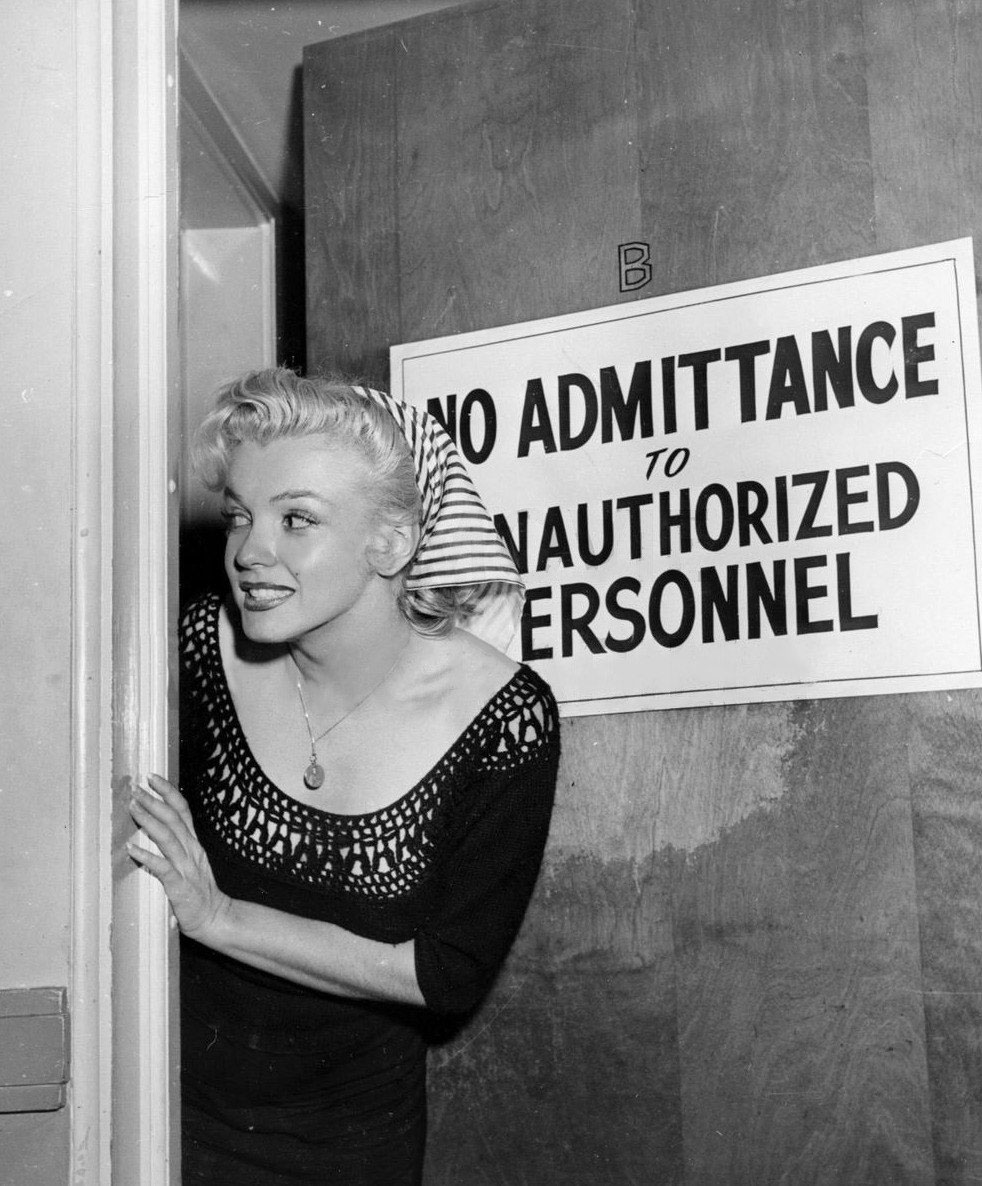 B
NO ADMITTANCE
TO
NAUTHORIZED
ERSONNEL